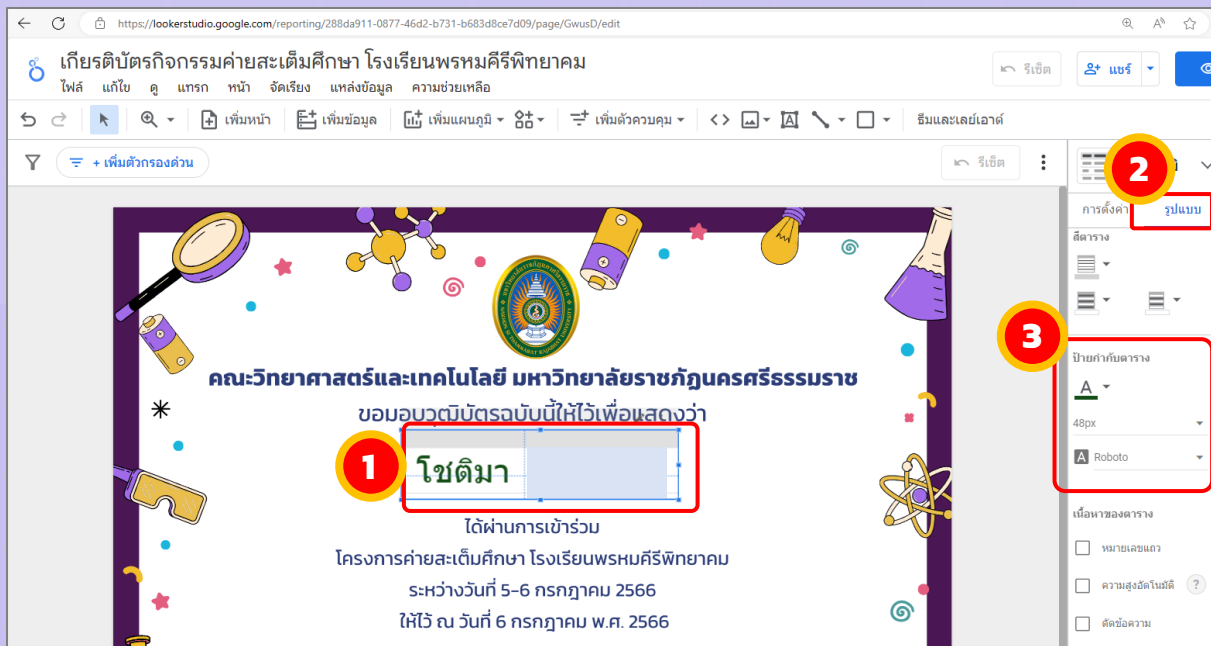 https://lookerstudio.google.com/reporting/288da911-0877-46d2-b731-b683d8ce7d09/page/GwusD/edit
เกียรติบัตรกิจกรรมค่ายสะเต็มศึกษา โรงเรียนพรหมคีรีพิทยาคม
รีเซ็ต
แชร์
ไฟล์ แก้ไข ดู แทรก หน้า จัดเรียง แหล่งข้อมูล ความช่วยเหลือ
เพิ่มหน้า เพิ่มข้อมูล เพิ่มแผนภูมิ เพิ่มตัวควบคุม ธีมและเลย์เอาต์
+ เพิ่มตัวกรองด่วน
รีเซ็ต
2
การตั้งค่า รูปแบบ
สีตาราง
3
ป้ายกำกับตาราง
A
48px
A Roboto
เนื้อหาของตาราง
หมายเลขแถว
ความสูงอัตโนมัติ ?
ตัดข้อความ
คณะวิทยาศาสตร์และเทคโนโลยี มหาวิทยาลัยราชภัฏนครศรีธรรมราช
ขอมอบวุฒิบัตรฉบับนี้ให้ไว้เพื่อแสดงว่า
1
โชติมา
ได้ผ่านการเข้าร่วม
โครงการค่ายสะเต็มศึกษา โรงเรียนพรหมคีรีพิทยาคม
ระหว่างวันที่ 5-6 กรกฎาคม 2566
ให้ไว้ ณ วันที่ 6 กรกฎาคม พ.ศ. 2566